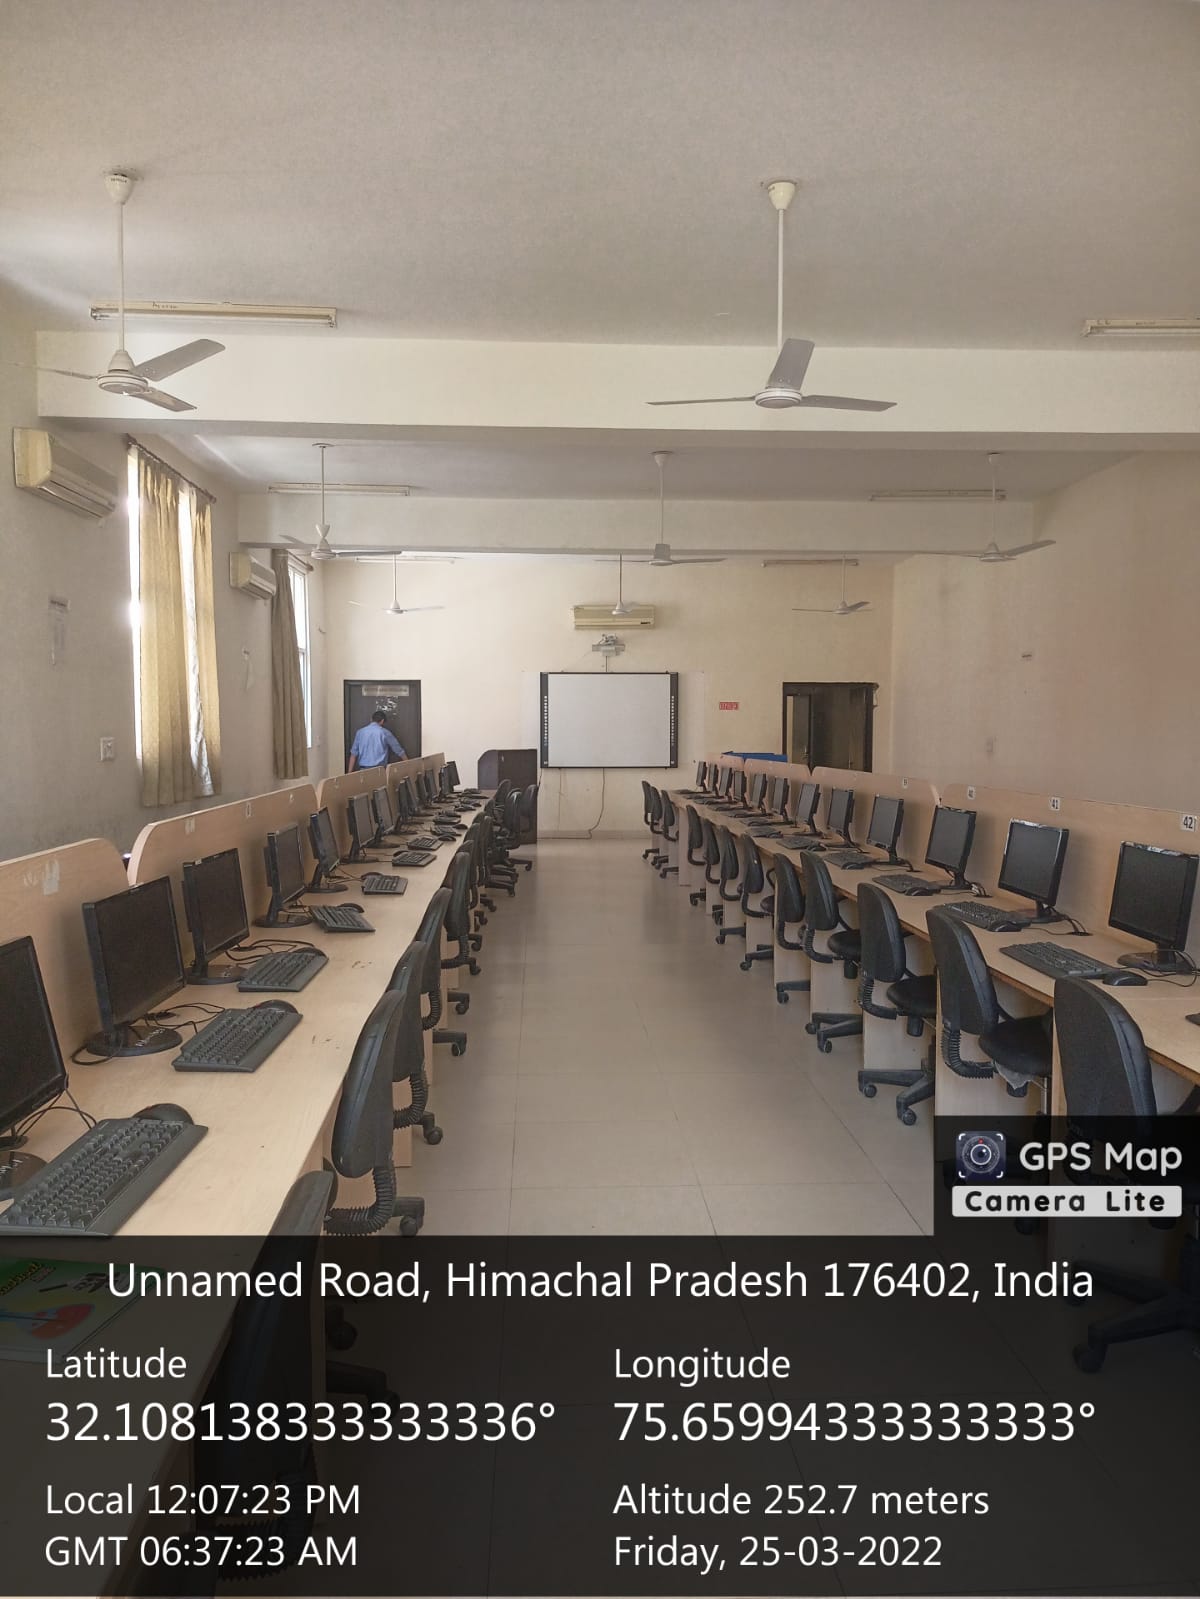 40
41
42
GPS Map
Camera Lite
Unnamed Road, Himachal Pradesh 176402, India
Latitude
32.108138333333336°
Longitude
75.65994333333333°
Local 12:07:23 PM
GMT 06:37:23 AM
Altitude 252.7 meters
Friday, 25-03-2022